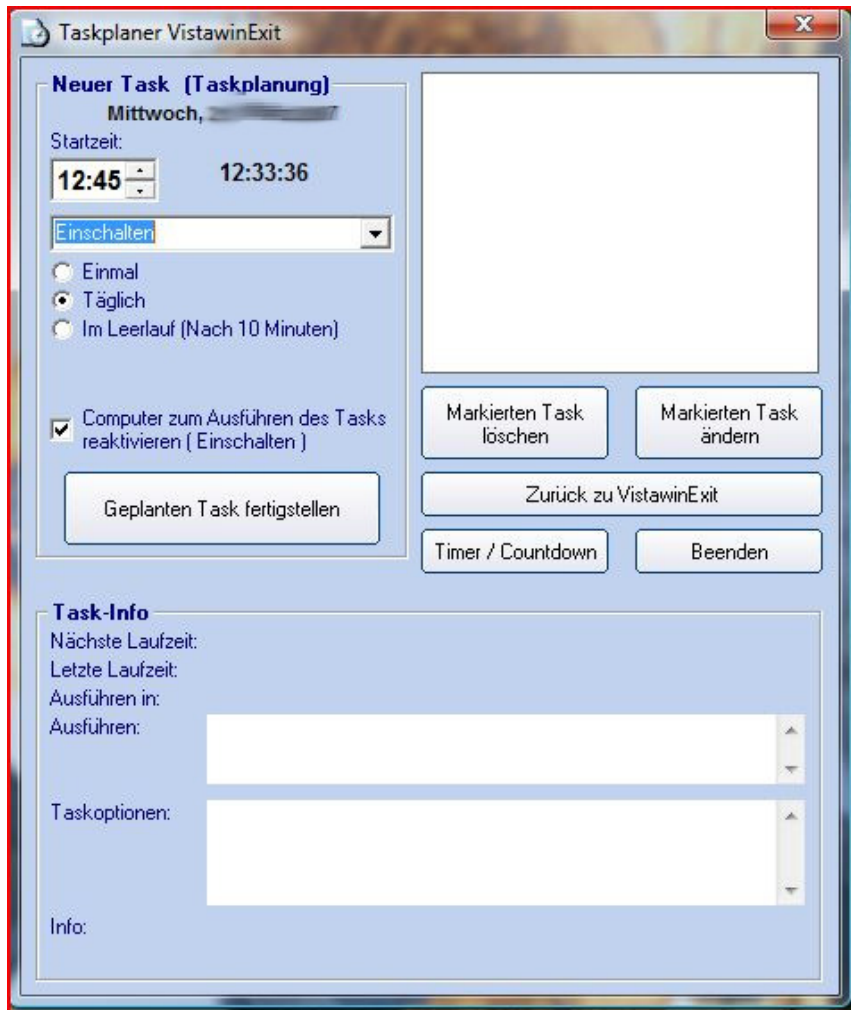 Taskplaner VistawinExit
Neuer Task (Taskplanung)
Mittwoch,
Startzeit:
12:45
12:33:36
Einschalten
Einmal
Täglich
Im Leerlauf (Nach 10 Minuten)
Computer zum Ausführen des Tasks
reaktivieren ( Einschalten )
Geplanten Task fertigstellen
Markierten Task
löschen
Markierten Task
ändern
Zurück zu VistawinExit
Timer / Countdown
Beenden
Task-Info
Nächste Laufzeit:
Letzte Laufzeit:
Ausführen in:
Ausführen:
Taskoptionen:
Info: